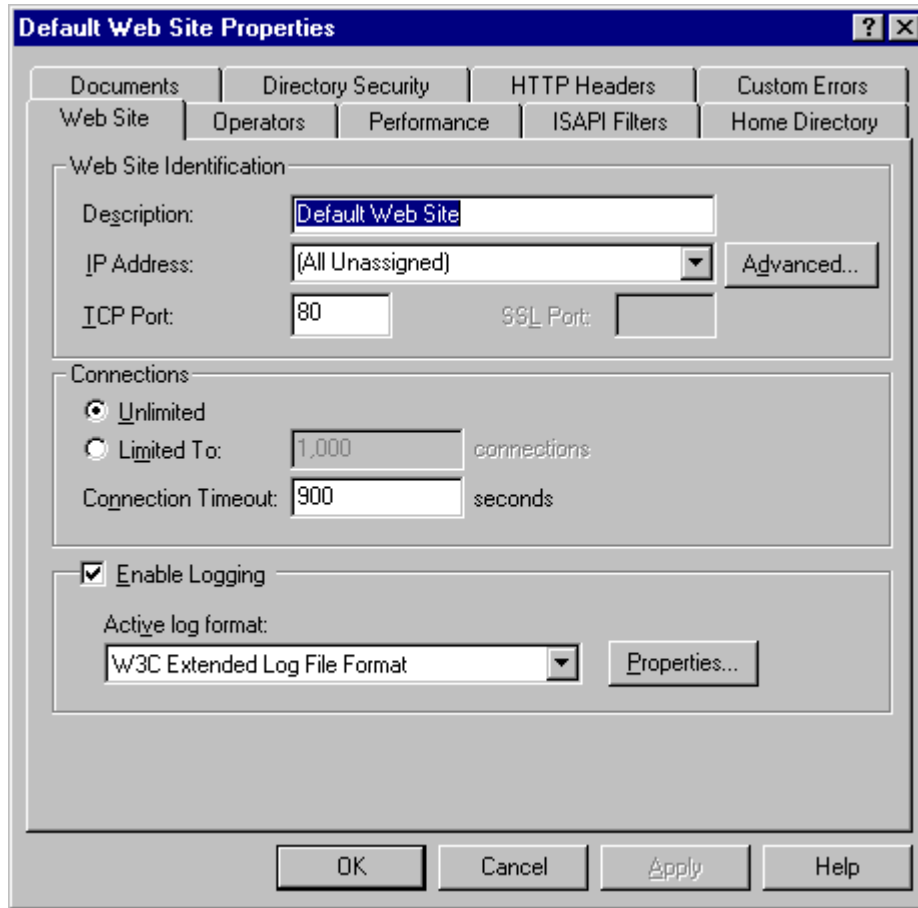 Default Web Site Properties
Documents Directory Security HTTP Headers Custom Errors
Web Site Operators Performance ISAPI Filters Home Directory
Web Site Identification
Description: Default Web Site
IP Address: (All Unassigned) Advanced...
TCP Port: 80 SSL Port:
Connections
Unlimited
Limited To: 1,000 connections
Connection Timeout: 900 seconds
Enable Logging
Active log format:
W3C Extended Log File Format Properties...
OK Cancel Apply Help